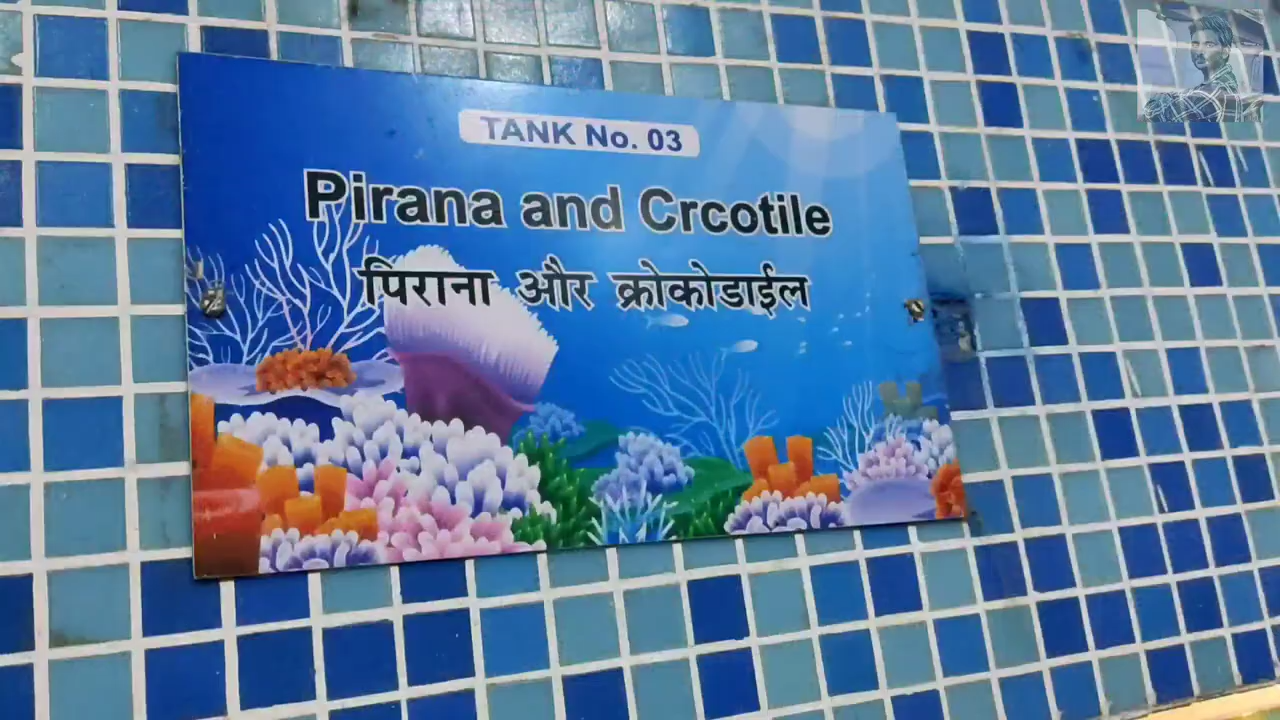 TANK No. 03
Pirana and Crcotile
पिराना और क्रोकोडाईल